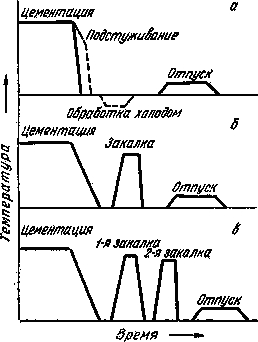 Цементация
а
Подстуживание
Отпуск
Обработка холодом
Цементация
б
Закалка
Отпуск
Цементация
в
1-я закалка
2-я закалка
Отпуск
Температура
Время